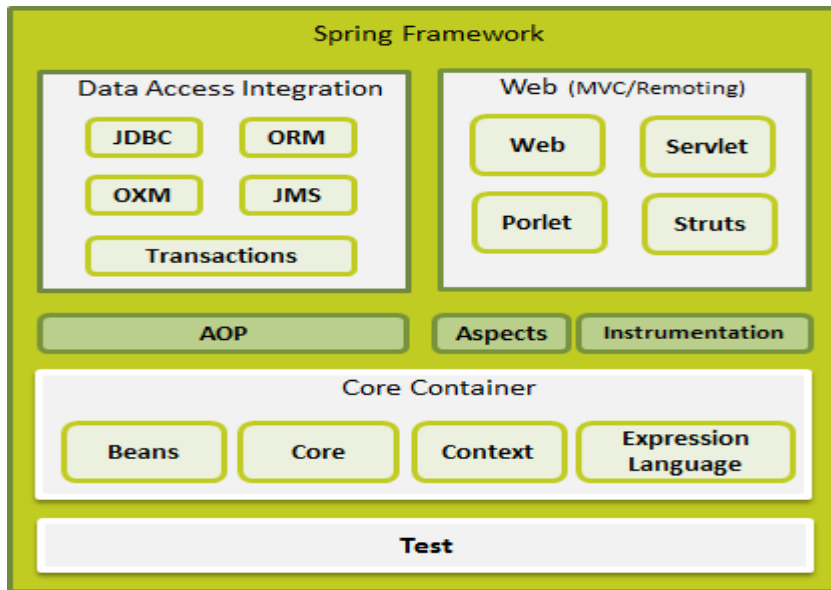 Spring Framework
Data Access Integration
JDBC
ORM
OXM
JMS
Transactions
Web (MVC/Remoting)
Web
Servlet
Porlet
Struts
AOP
Aspects
Instrumentation
Core Container
Beans
Core
Context
Expression
Language
Test